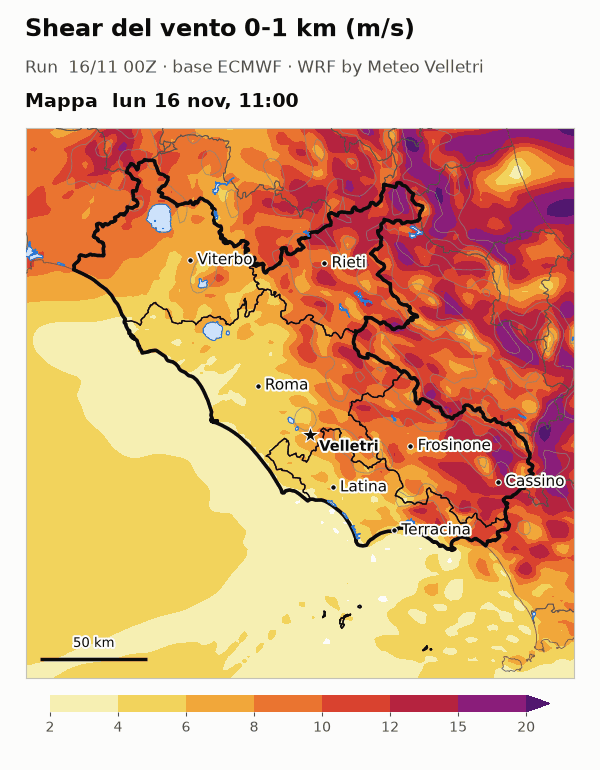 Shear del vento 0-1 km (m/s)
Run 16/11 00Z · base ECMWF · WRF by Meteo Velletri
Mappa lun 16 nov, 11:00
Viterbo
Rieti
Roma
Velletri
Frosinone
Cassino
Latina
Terracina
50 km
2 4 6 8 10 12 15 20